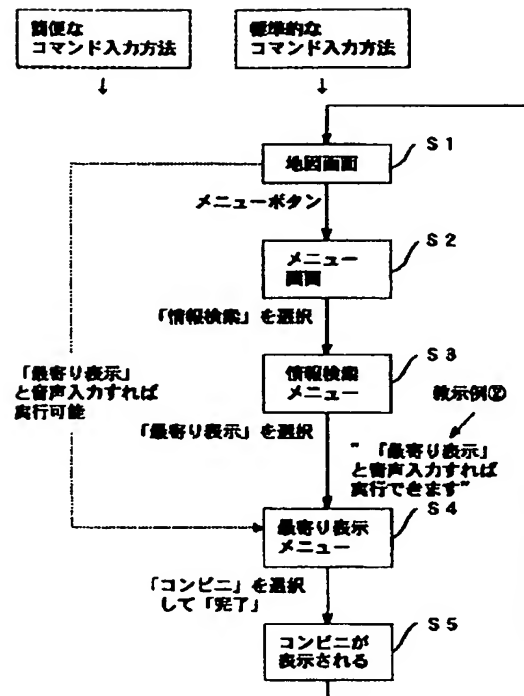 簡便な
コマンド入力方法
↓
標準的な
コマンド入力方法
↓
地図画面
S1
メニューボタン
メニュー
画面
S2
「情報検索」を選択
情報検索
メニュー
S3
「最寄り表示」
と音声入力すれば
実行可能
「最寄り表示」を選択
教示例②
"「最寄り表示」
と音声入力すれば
実行できます"
最寄り表示
メニュー
S4
「コンビニ」を選択
して「完了」
コンビニが
表示される
S5